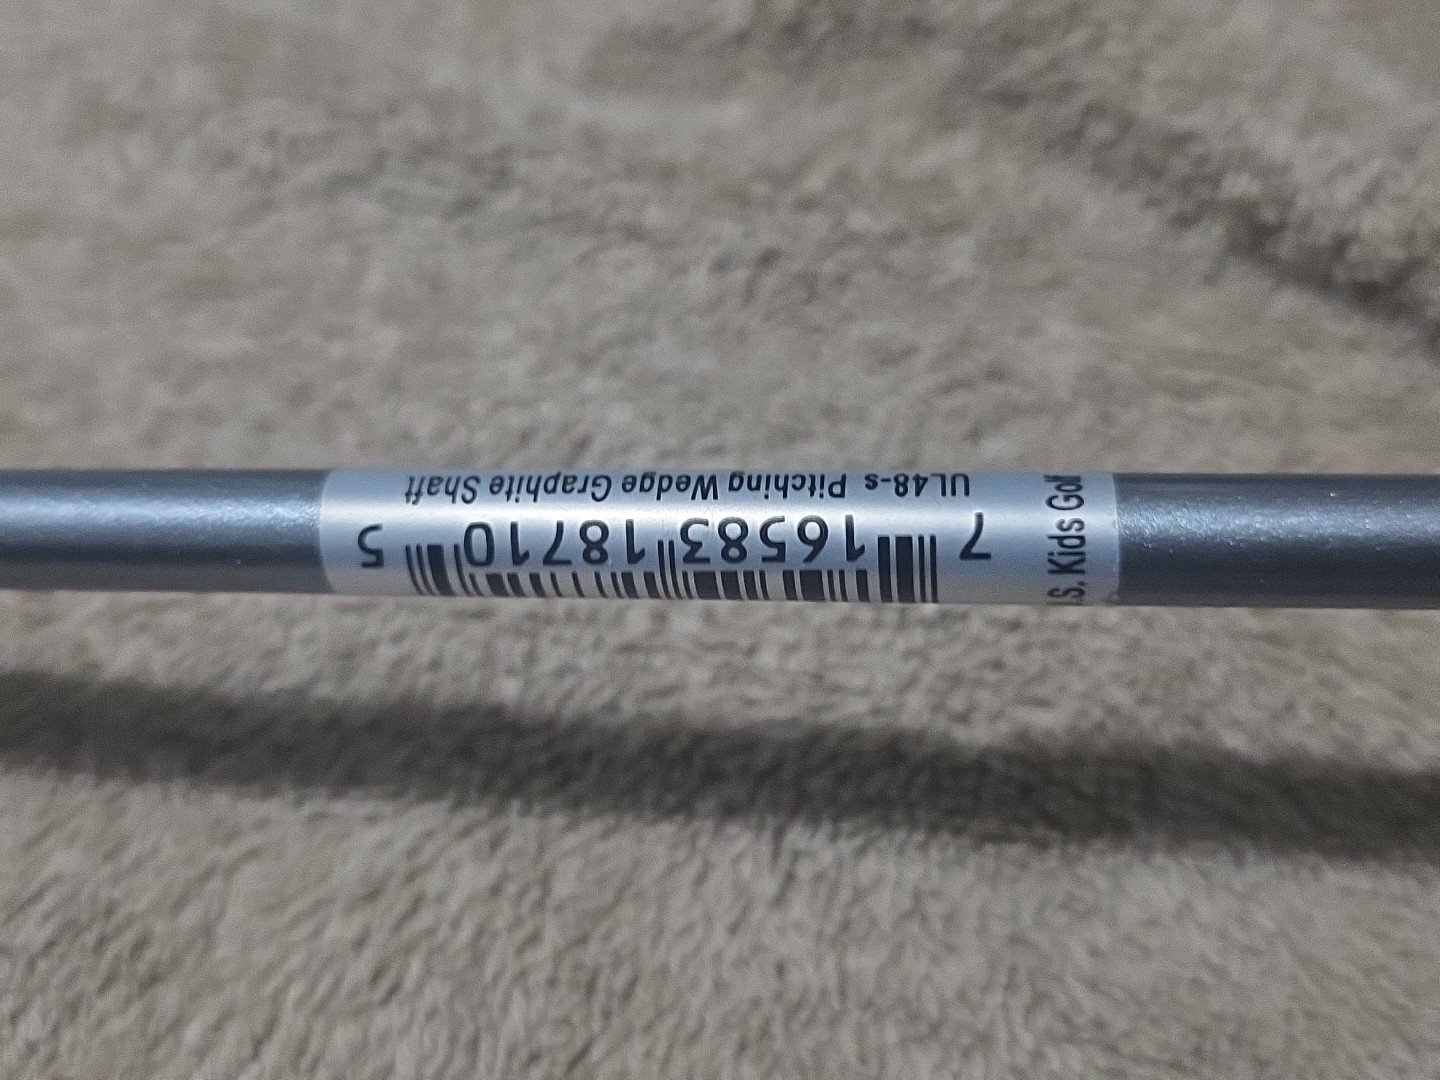 .S. Kids Golf
7 16583 18710 5
UL48-s Pitching Wedge Graphite Shaft